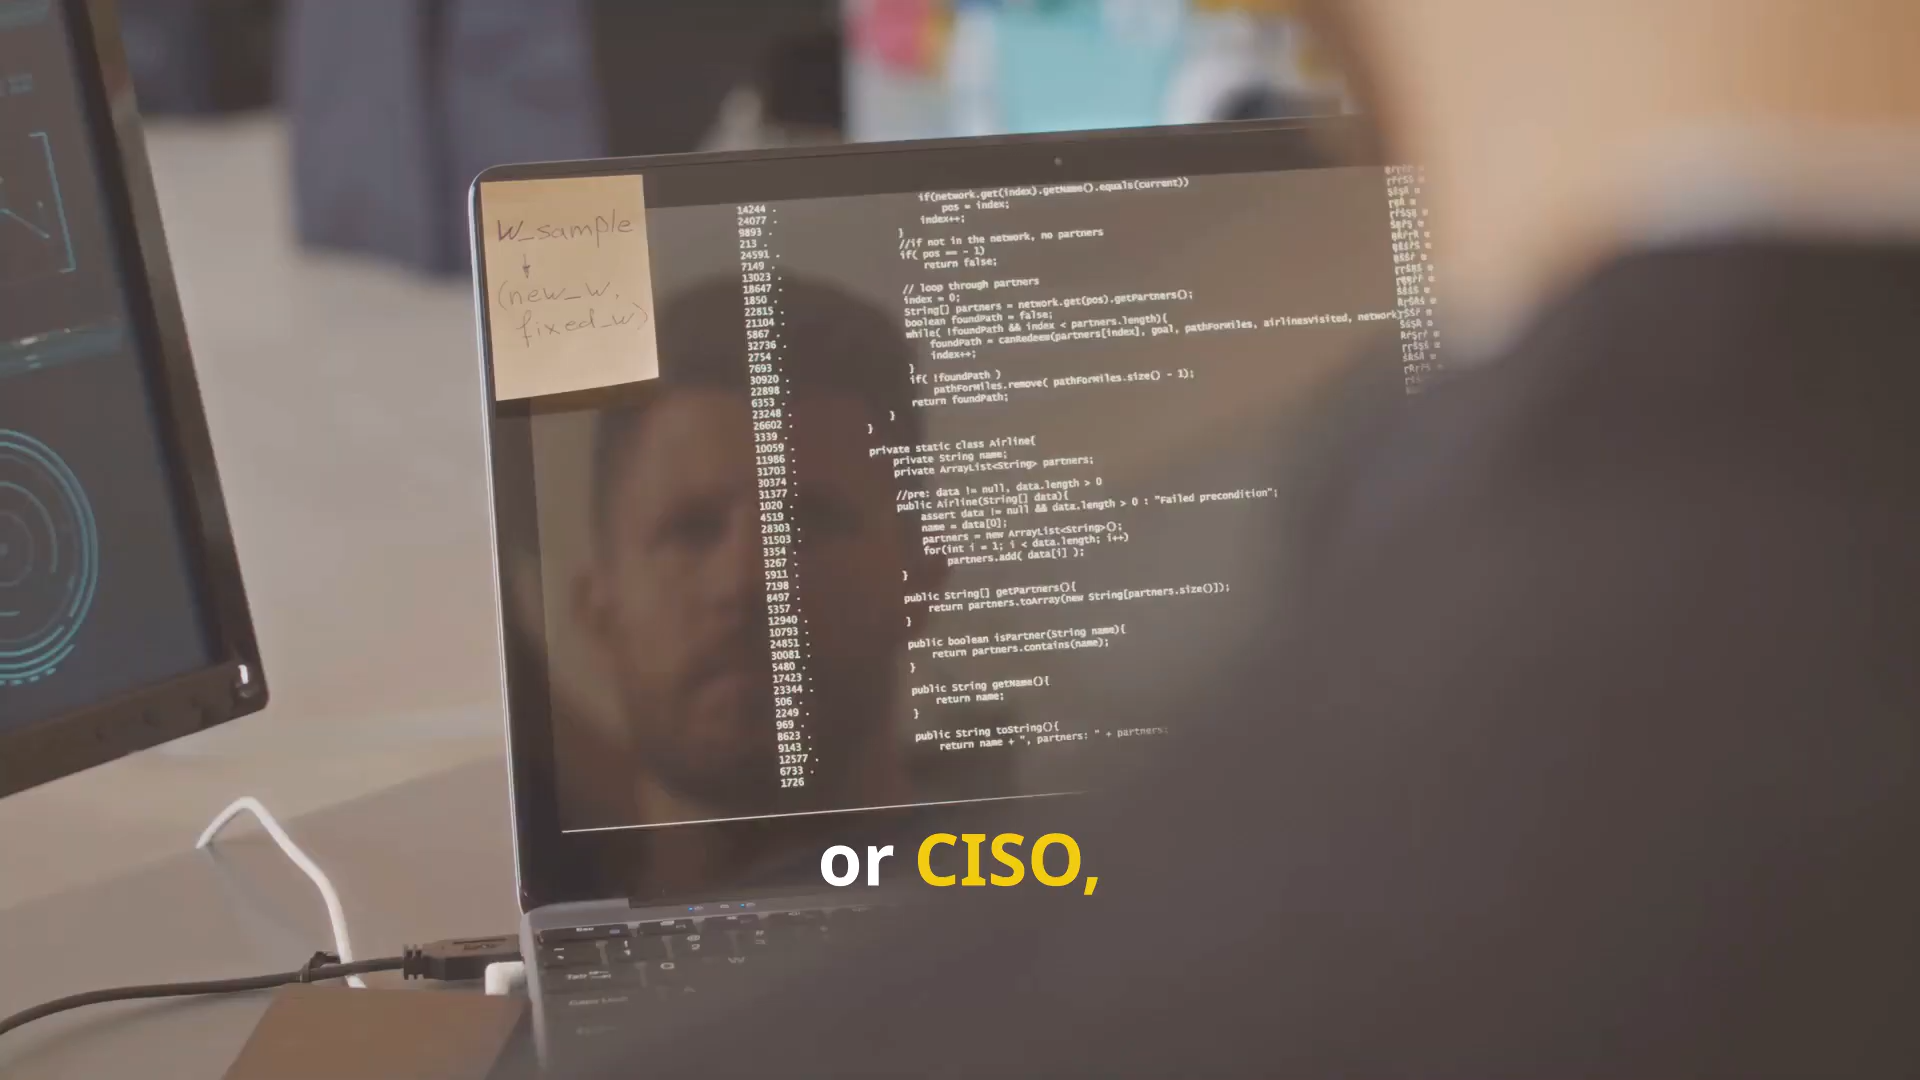 W_sample
(new_w,
fixed_w)
14244 .
24077 .
9893 .
213 .
24591 .
7149 .
13023 .
18647 .
1850 .
22815 .
21104 .
5867 .
32736 .
2754 .
7693 .
30920 .
22898 .
6353 .
23248 .
26602 .
3339 .
10059 .
11986 .
31703 .
30374 .
31377 .
1020 .
4519 .
28303 .
31503 .
3354 .
3267 .
5911 .
7198 .
8497 .
5357 .
12940 .
10793 .
24851 .
30081 .
5480 .
17423 .
23344 .
506 .
2249 .
969 .
8623 .
9143 .
12577 .
6733 .
1726
if(network.get(index).getName().equals(current))
pos = index;
index++;
}
//if not in the network, no partners
if( pos == - 1)
return false;
// loop through partners
index = 0;
String[] partners = network.get(pos).getPartners();
boolean foundPath = false;
while( !foundPath && index < partners.length){
foundPath = canRedeem(partners[index], goal, pathForMiles, airlinesVisited, network);
index++;
}
if( !foundPath )
pathForMiles.remove( pathForMiles.size() - 1);
return foundPath;
}
}
private static class Airline{
private String name;
private ArrayList<String> partners;
//pre: data != null, data.length > 0
public Airline(String[] data){
assert data != null && data.length > 0 : "Failed precondition";
name = data[0];
partners = new ArrayList<String>();
for(int i = 1; i < data.length; i++)
partners.add( data[i] );
}
public String[] getPartners(){
return partners.toArray(new String[partners.size()]);
}
public boolean isPartner(String name){
return partners.contains(name);
}
public String getName(){
return name;
}
public String toString(){
return name + ", partners: " + partners;
or CISO,